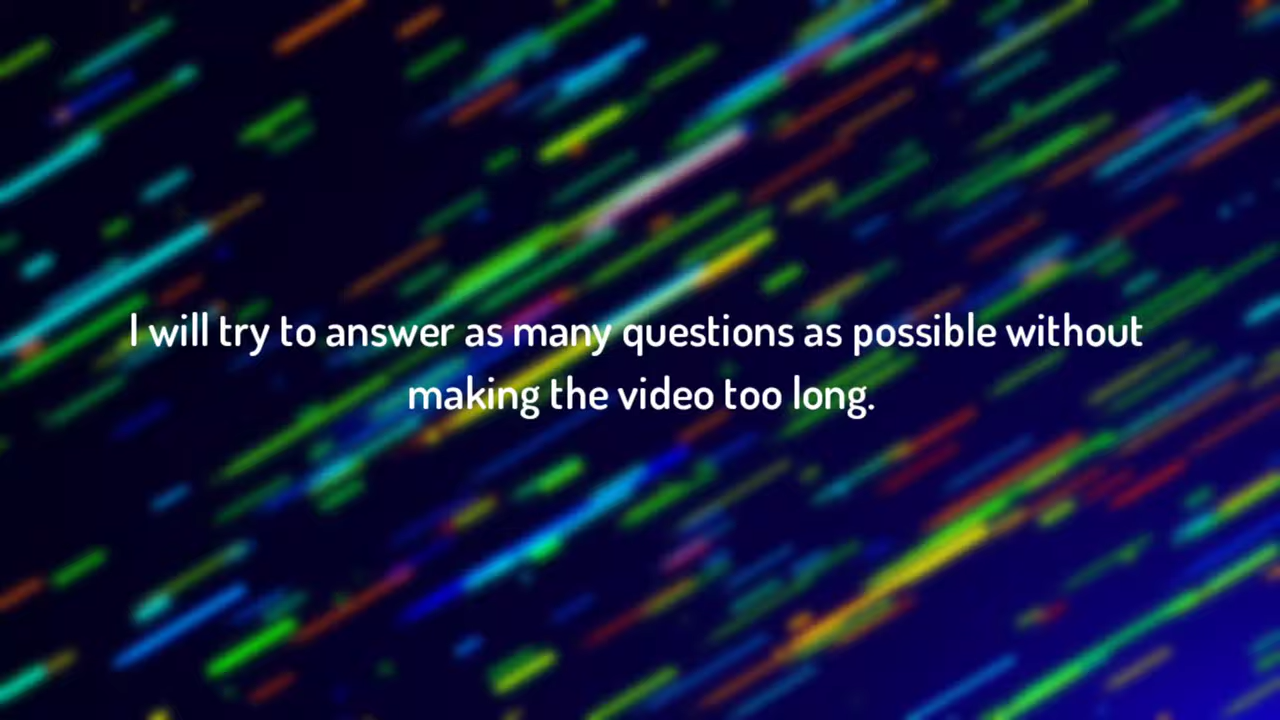 I will try to answer as many questions as possible without
making the video too long.